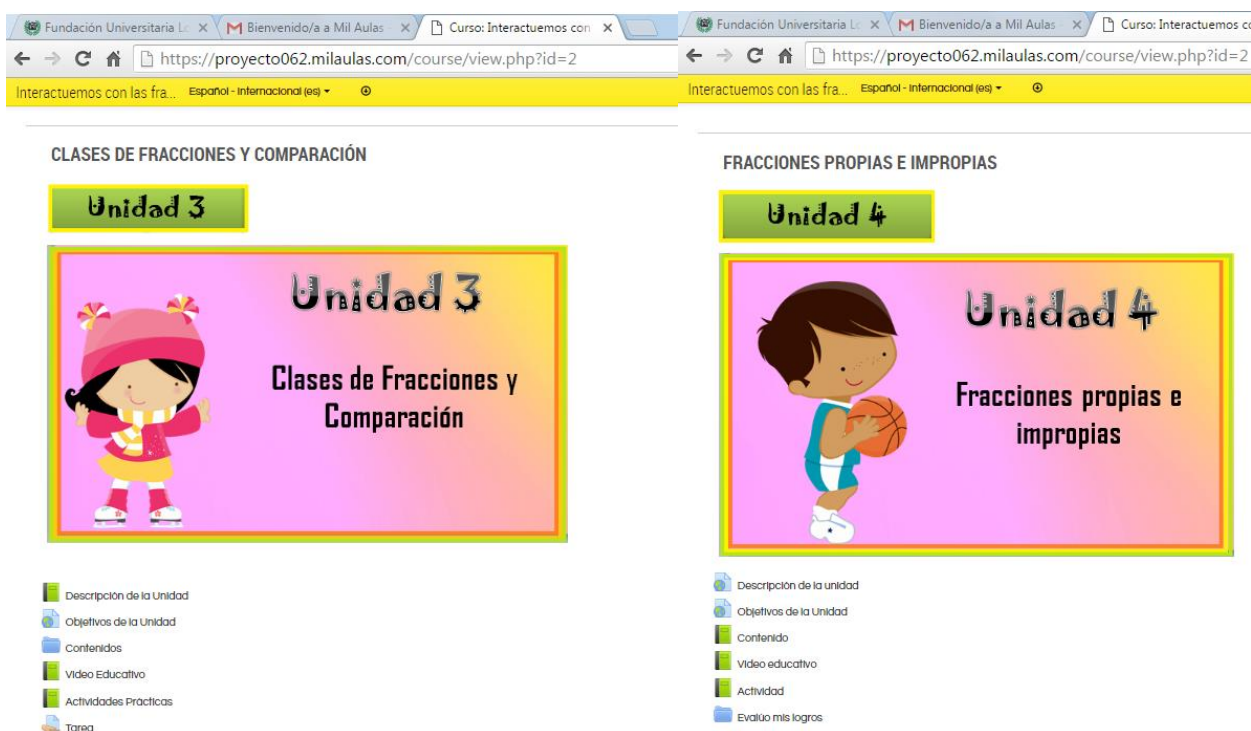 Fundación Universitaria Lo
Bienvenido/a a Mil Aulas
Curso: Interactuemos con
https://proyecto062.milaulas.com/course/view.php?id=2
Interactuemos con las fra... Español - Internacional (es)
CLASES DE FRACCIONES Y COMPARACIÓN
Unidad 3
Unidad 3
Clases de Fracciones y
Comparación
Descripción de la Unidad
Objetivos de la Unidad
Contenidos
Video Educativo
Actividades Prácticas
Tarea
Fundación Universitaria Lo
Bienvenido/a a Mil Aulas
Curso: Interactuemos co
https://proyecto062.milaulas.com/course/view.php?id=2
Interactuemos con las fra... Español - Internacional (es)
FRACCIONES PROPIAS E IMPROPIAS
Unidad 4
Unidad 4
Fracciones propias e
impropias
Descripción de la unidad
Objetivos de la Unidad
Contenido
Video educativo
Actividad
Evalúo mis logros